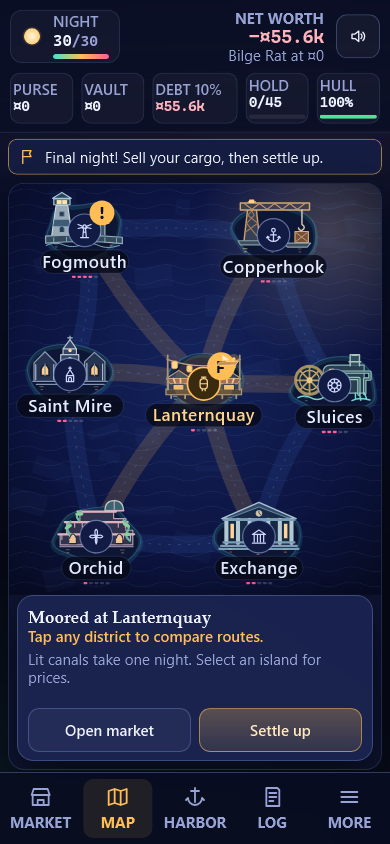 NIGHT
30/30
NET WORTH
−¤55.6k
Bilge Rat at ¤0
PURSE
¤0
VAULT
¤0
DEBT 10%
¤55.6k
HOLD
0/45
HULL
100%
Final night! Sell your cargo, then settle up.
!
Fogmouth
Copperhook
Saint Mire
Lanternquay
Sluices
Orchid
Exchange
Moored at Lanternquay
Tap any district to compare routes.
Lit canals take one night. Select an island for
prices.
Open market
Settle up
MARKET
MAP
HARBOR
LOG
MORE